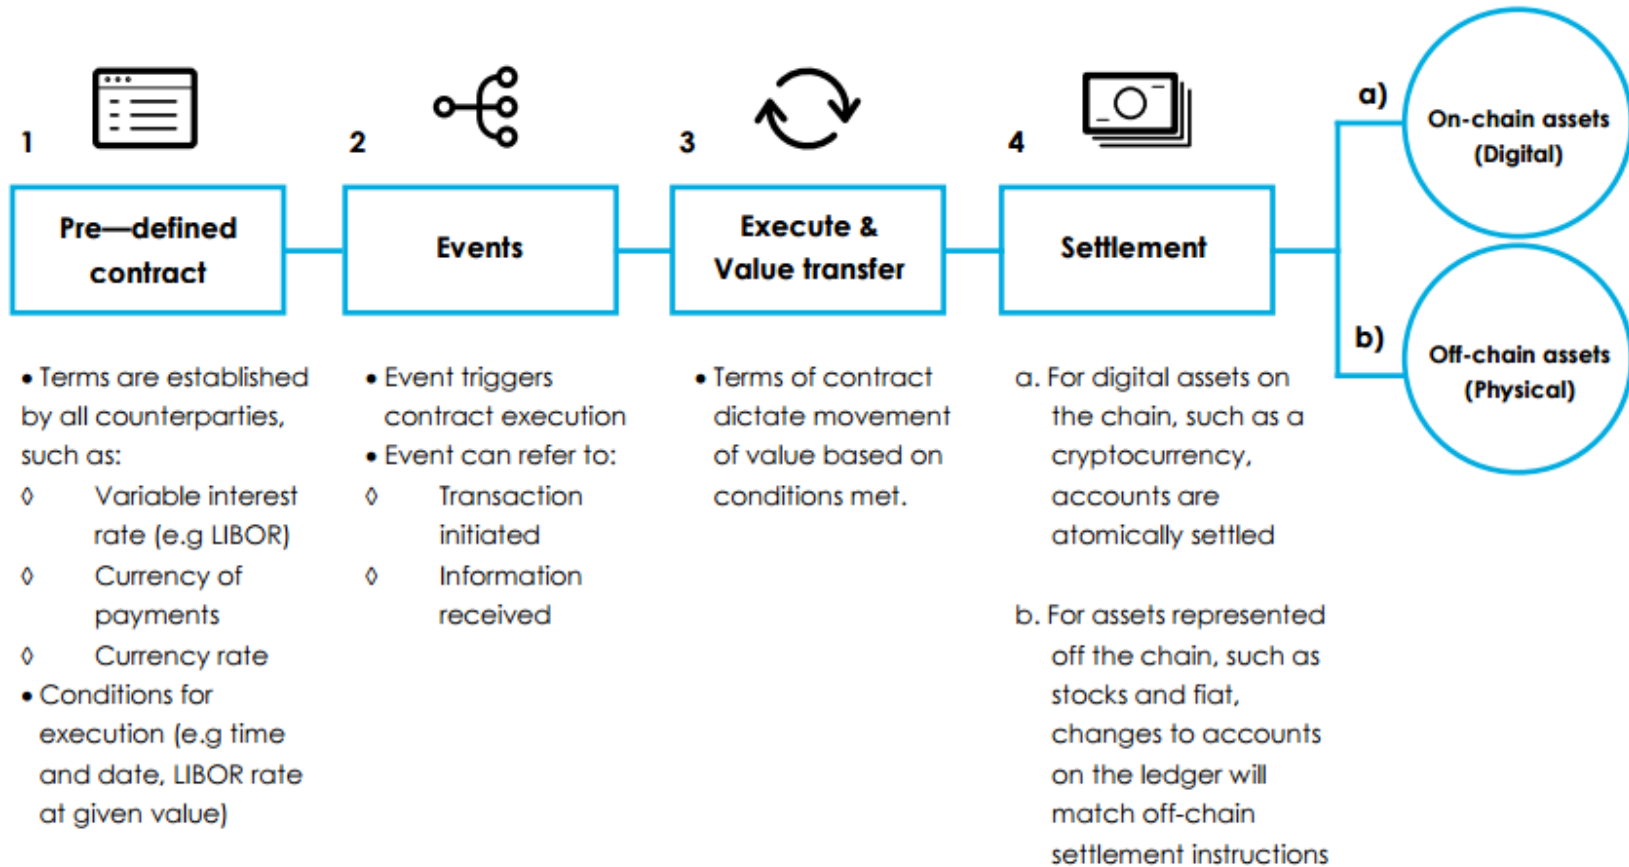 1
Pre—defined
contract
• Terms are established
by all counterparties,
such as:
◊ Variable interest
rate (e.g LIBOR)
◊ Currency of
payments
◊ Currency rate
• Conditions for
execution (e.g time
and date, LIBOR rate
at given value)
2
Events
• Event triggers
contract execution
• Event can refer to:
◊ Transaction
initiated
◊ Information
received
3
Execute &
Value transfer
• Terms of contract
dictate movement
of value based on
conditions met.
4
Settlement
a. For digital assets on
the chain, such as a
cryptocurrency,
accounts are
atomically settled
b. For assets represented
off the chain, such as
stocks and fiat,
changes to accounts
on the ledger will
match off-chain
settlement instructions
a)
On-chain assets
(Digital)
b)
Off-chain assets
(Physical)